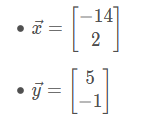 • x⃗ = [−14
2]
• y⃗ = [5
−1]